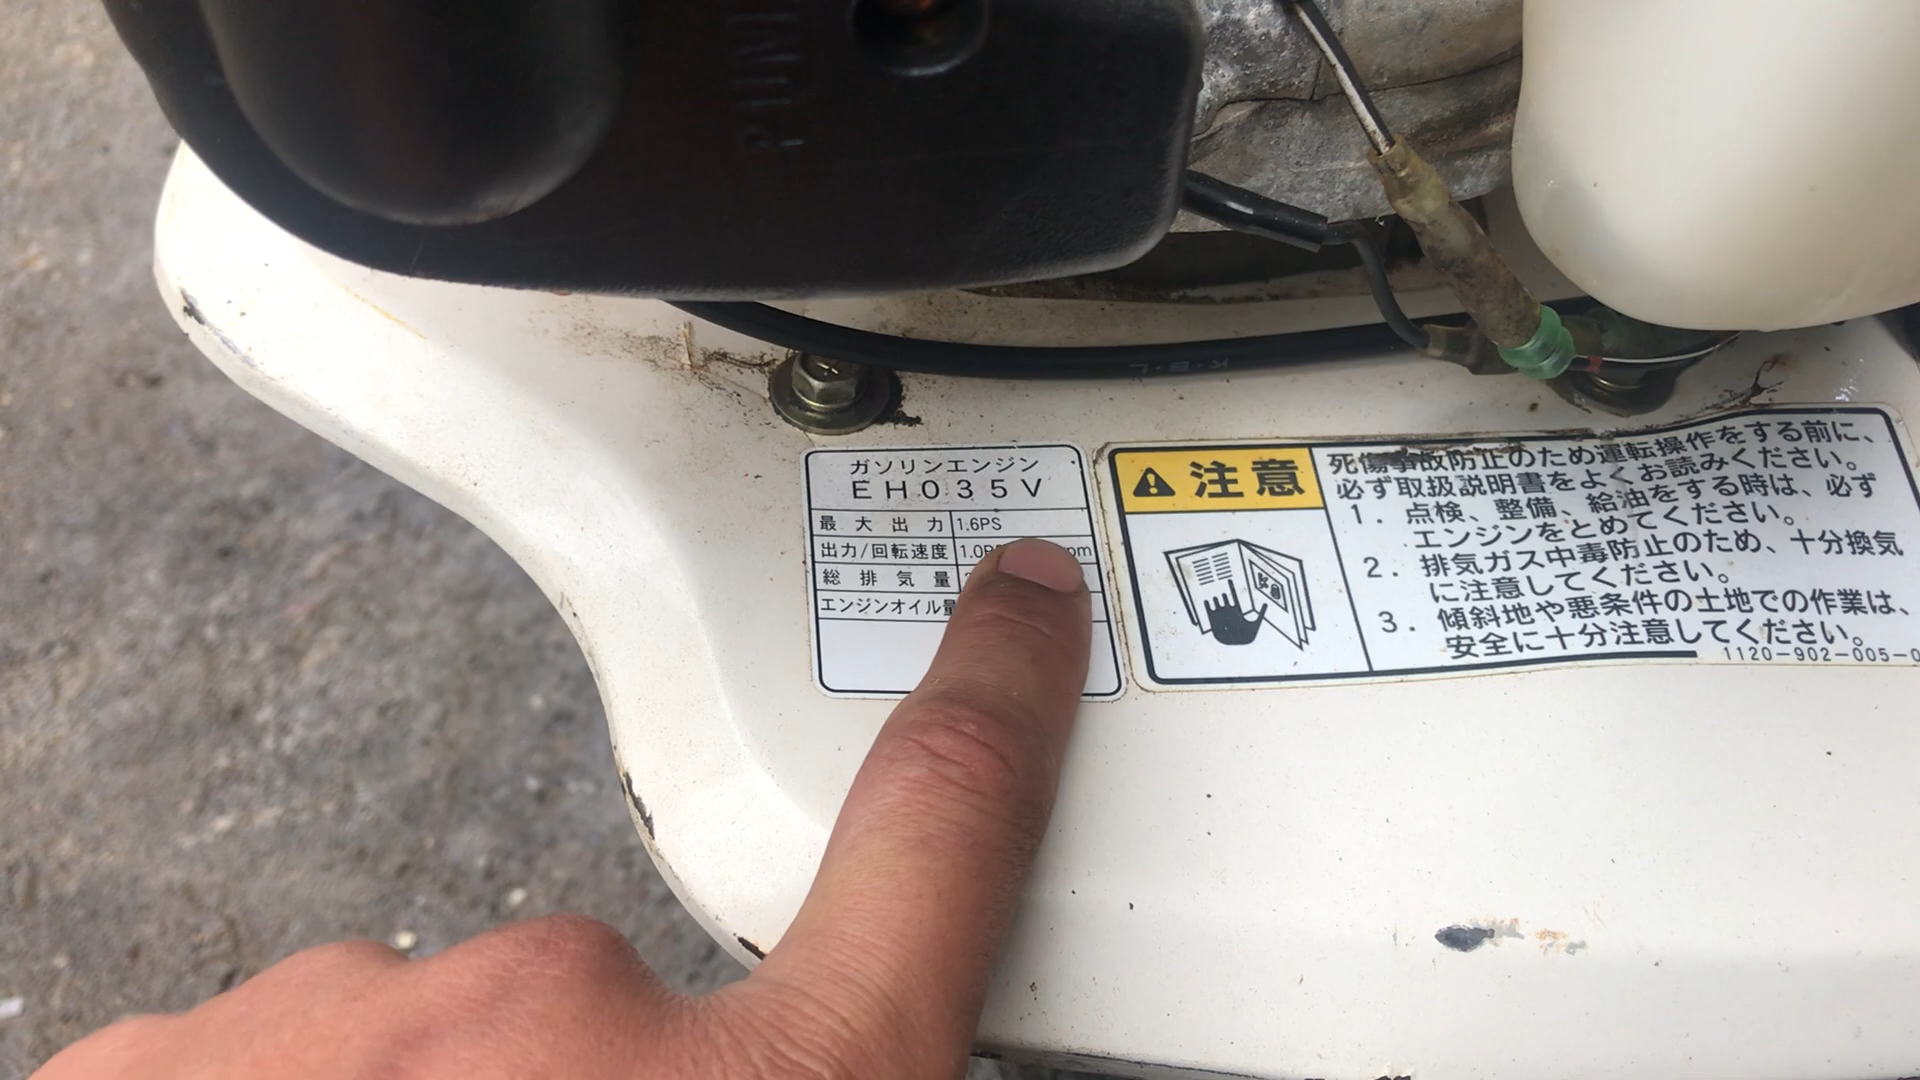 ガソリンエンジン
EH035V
最大出力 1.6PS
出力/回転速度 1.0PS rpm
総排気量
エンジンオイル量
注意
死傷事故防止のため運転操作をする前に、
必ず取扱説明書をよくお読みください。
1. 点検、整備、給油をする時は、必ず
エンジンをとめてください。
2. 排気ガス中毒防止のため、十分換気
に注意してください。
3. 傾斜地や悪条件の土地での作業は、
安全に十分注意してください。
1120-902-005-0
K・B・L